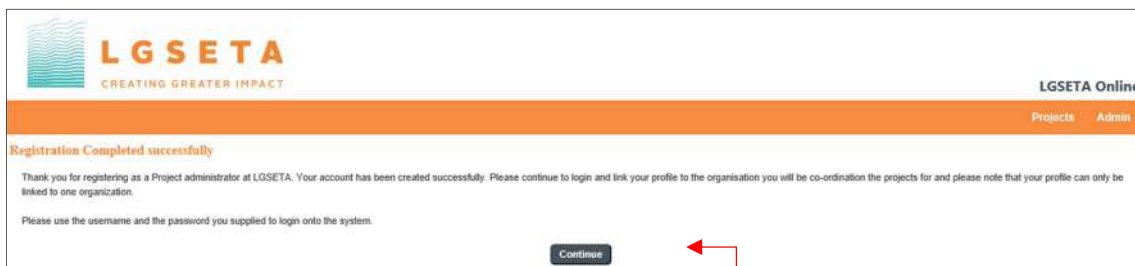 LGSETA
CREATING GREATER IMPACT
LGSETA Online
Projects Admin
Registration Completed successfully
Thank you for registering as a Project administrator at LGSETA. Your account has been created successfully. Please continue to login and link your profile to the organisation you will be co-ordination the projects for and please note that your profile can only be
linked to one organization.
Please use the username and the password you supplied to login onto the system.
Continue